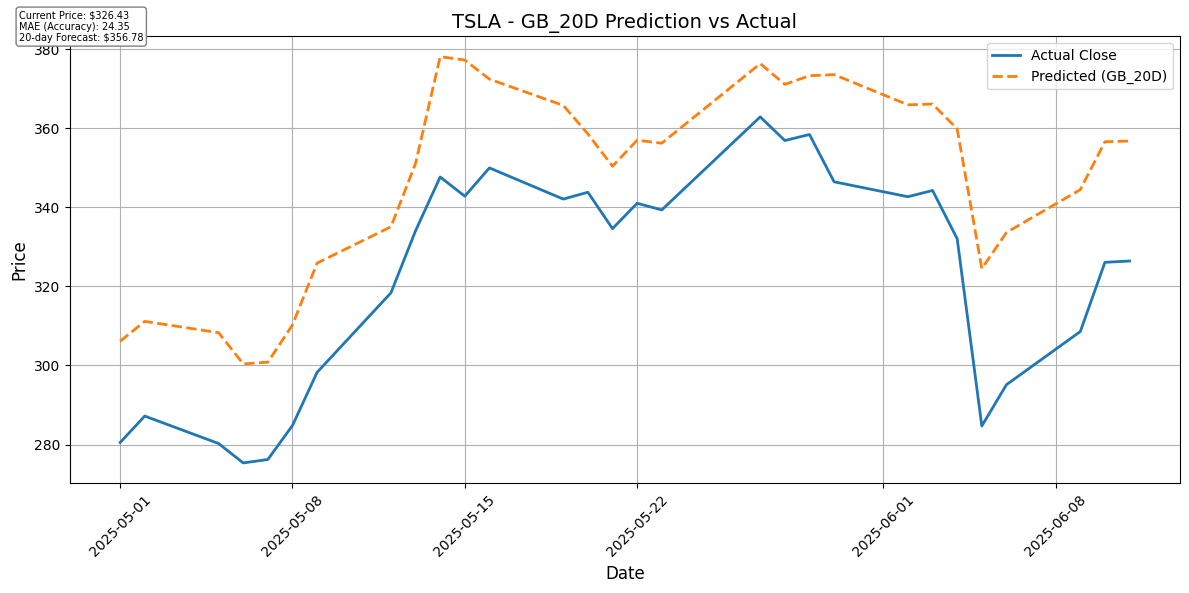 TSLA - GB_20D Prediction vs Actual
Current Price: $326.43
MAE (Accuracy): 24.35
20-day Forecast: $356.78
Actual Close
Predicted (GB_20D)
Price
380
360
340
320
300
280
2025-05-01
2025-05-08
2025-05-15
2025-05-22
2025-06-01
2025-06-08
Date